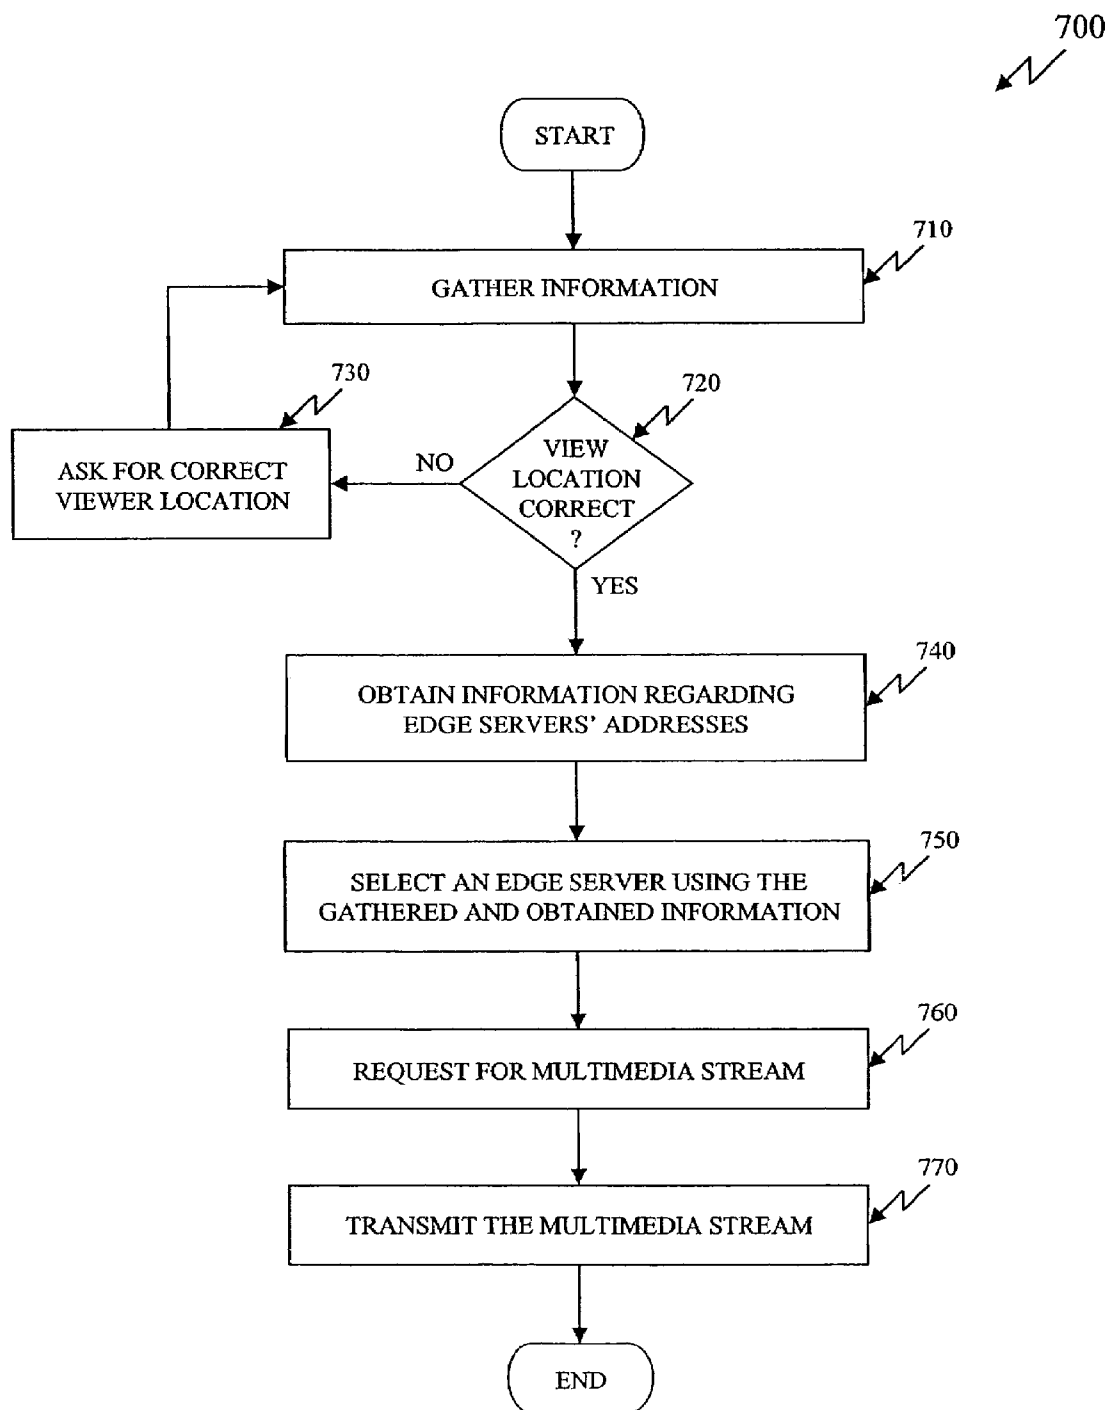 700
START
710
GATHER INFORMATION
730
720
ASK FOR CORRECT
VIEWER LOCATION
NO
VIEW
LOCATION
CORRECT
?
YES
740
OBTAIN INFORMATION REGARDING
EDGE SERVERS' ADDRESSES
750
SELECT AN EDGE SERVER USING THE
GATHERED AND OBTAINED INFORMATION
760
REQUEST FOR MULTIMEDIA STREAM
770
TRANSMIT THE MULTIMEDIA STREAM
END